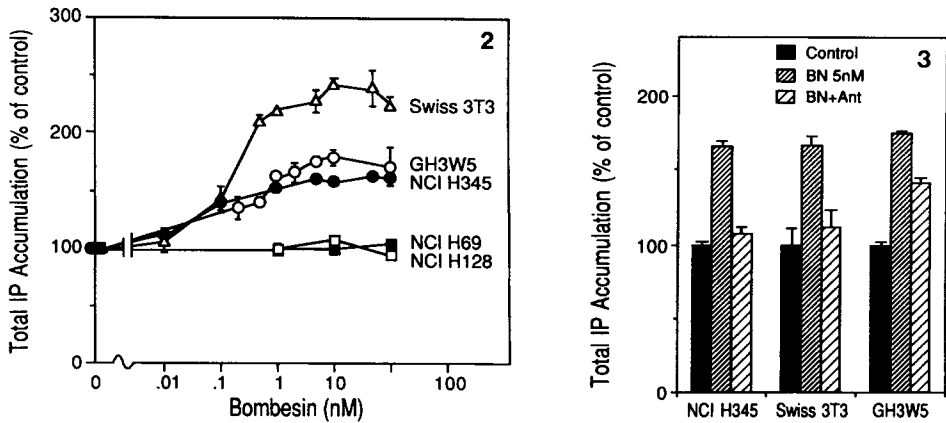 300
2
200
100
0
Total IP Accumulation (% of control)
Swiss 3T3
GH3W5
NCI H345
NCI H69
NCI H128
0 .01 .1 1 10 100
Bombesin (nM)
3
Control
BN 5nM
BN+Ant
200
100
0
Total IP Accumulation (% of control)
NCI H345 Swiss 3T3 GH3W5